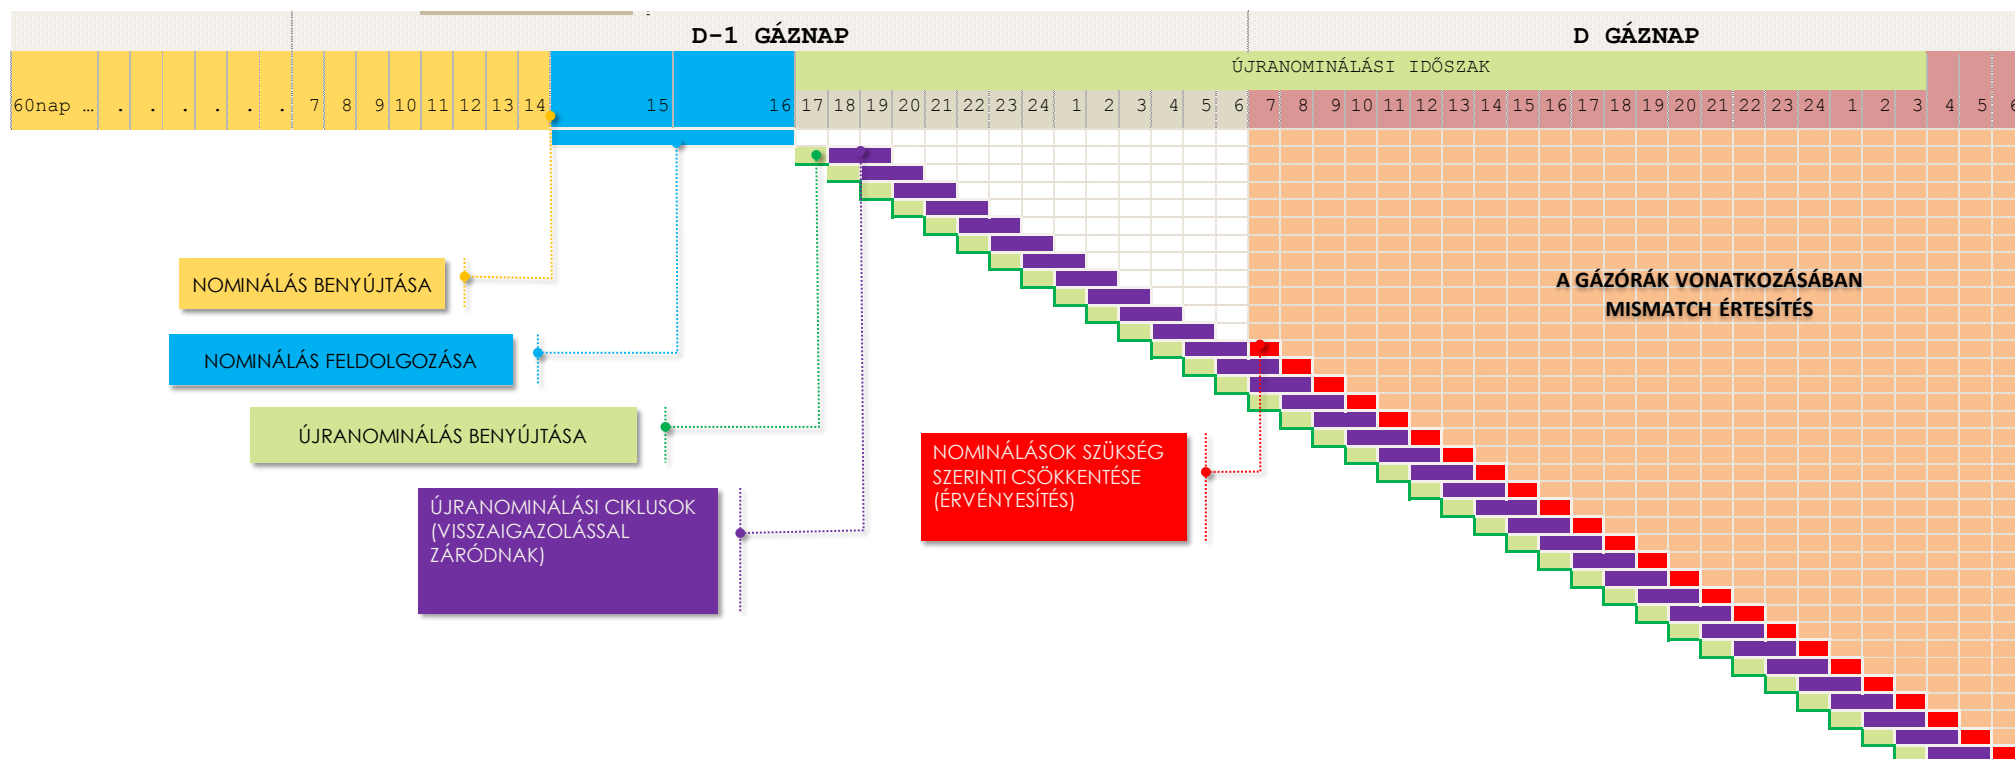 D-1 GÁZNAP D GÁZNAP
ÚJRANOMINÁLÁSI IDŐSZAK
60nap … . . . . . . 7 8 9 10 11 12 13 14 15 16 17 18 19 20 21 22 23 24 1 2 3 4 5 6 7 8 9 10 11 12 13 14 15 16 17 18 19 20 21 22 23 24 1 2 3 4 5 6
NOMINÁLÁS BENYÚJTÁSA
A GÁZÓRÁK VONATKOZÁSÁBAN
MISMATCH ÉRTESÍTÉS
NOMINÁLÁS FELDOLGOZÁSA
ÚJRANOMINÁLÁS BENYÚJTÁSA
NOMINÁLÁSOK SZÜKSÉG
SZERINTI CSÖKKENTÉSE
(ÉRVÉNYESÍTÉS)
ÚJRANOMINÁLÁSI CIKLUSOK
(VISSZAIGAZOLÁSSAL
ZÁRÓDNAK)